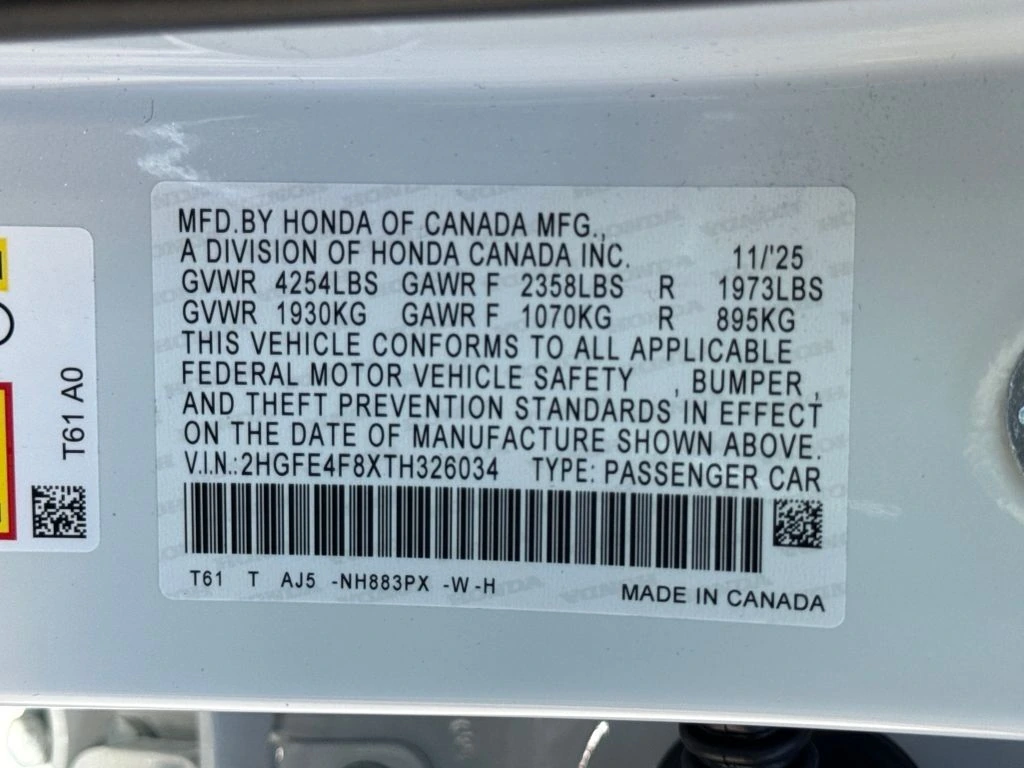 MFD.BY HONDA OF CANADA MFG.,
A DIVISION OF HONDA CANADA INC. 11/'25
GVWR 4254LBS GAWR F 2358LBS R 1973LBS
GVWR 1930KG GAWR F 1070KG R 895KG
THIS VEHICLE CONFORMS TO ALL APPLICABLE
FEDERAL MOTOR VEHICLE SAFETY , BUMPER ,
AND THEFT PREVENTION STANDARDS IN EFFECT
ON THE DATE OF MANUFACTURE SHOWN ABOVE.
V.I.N.:2HGFE4F8XTH326034 TYPE: PASSENGER CAR
T61 T AJ5 -NH883PX -W -H
MADE IN CANADA
T61 A0